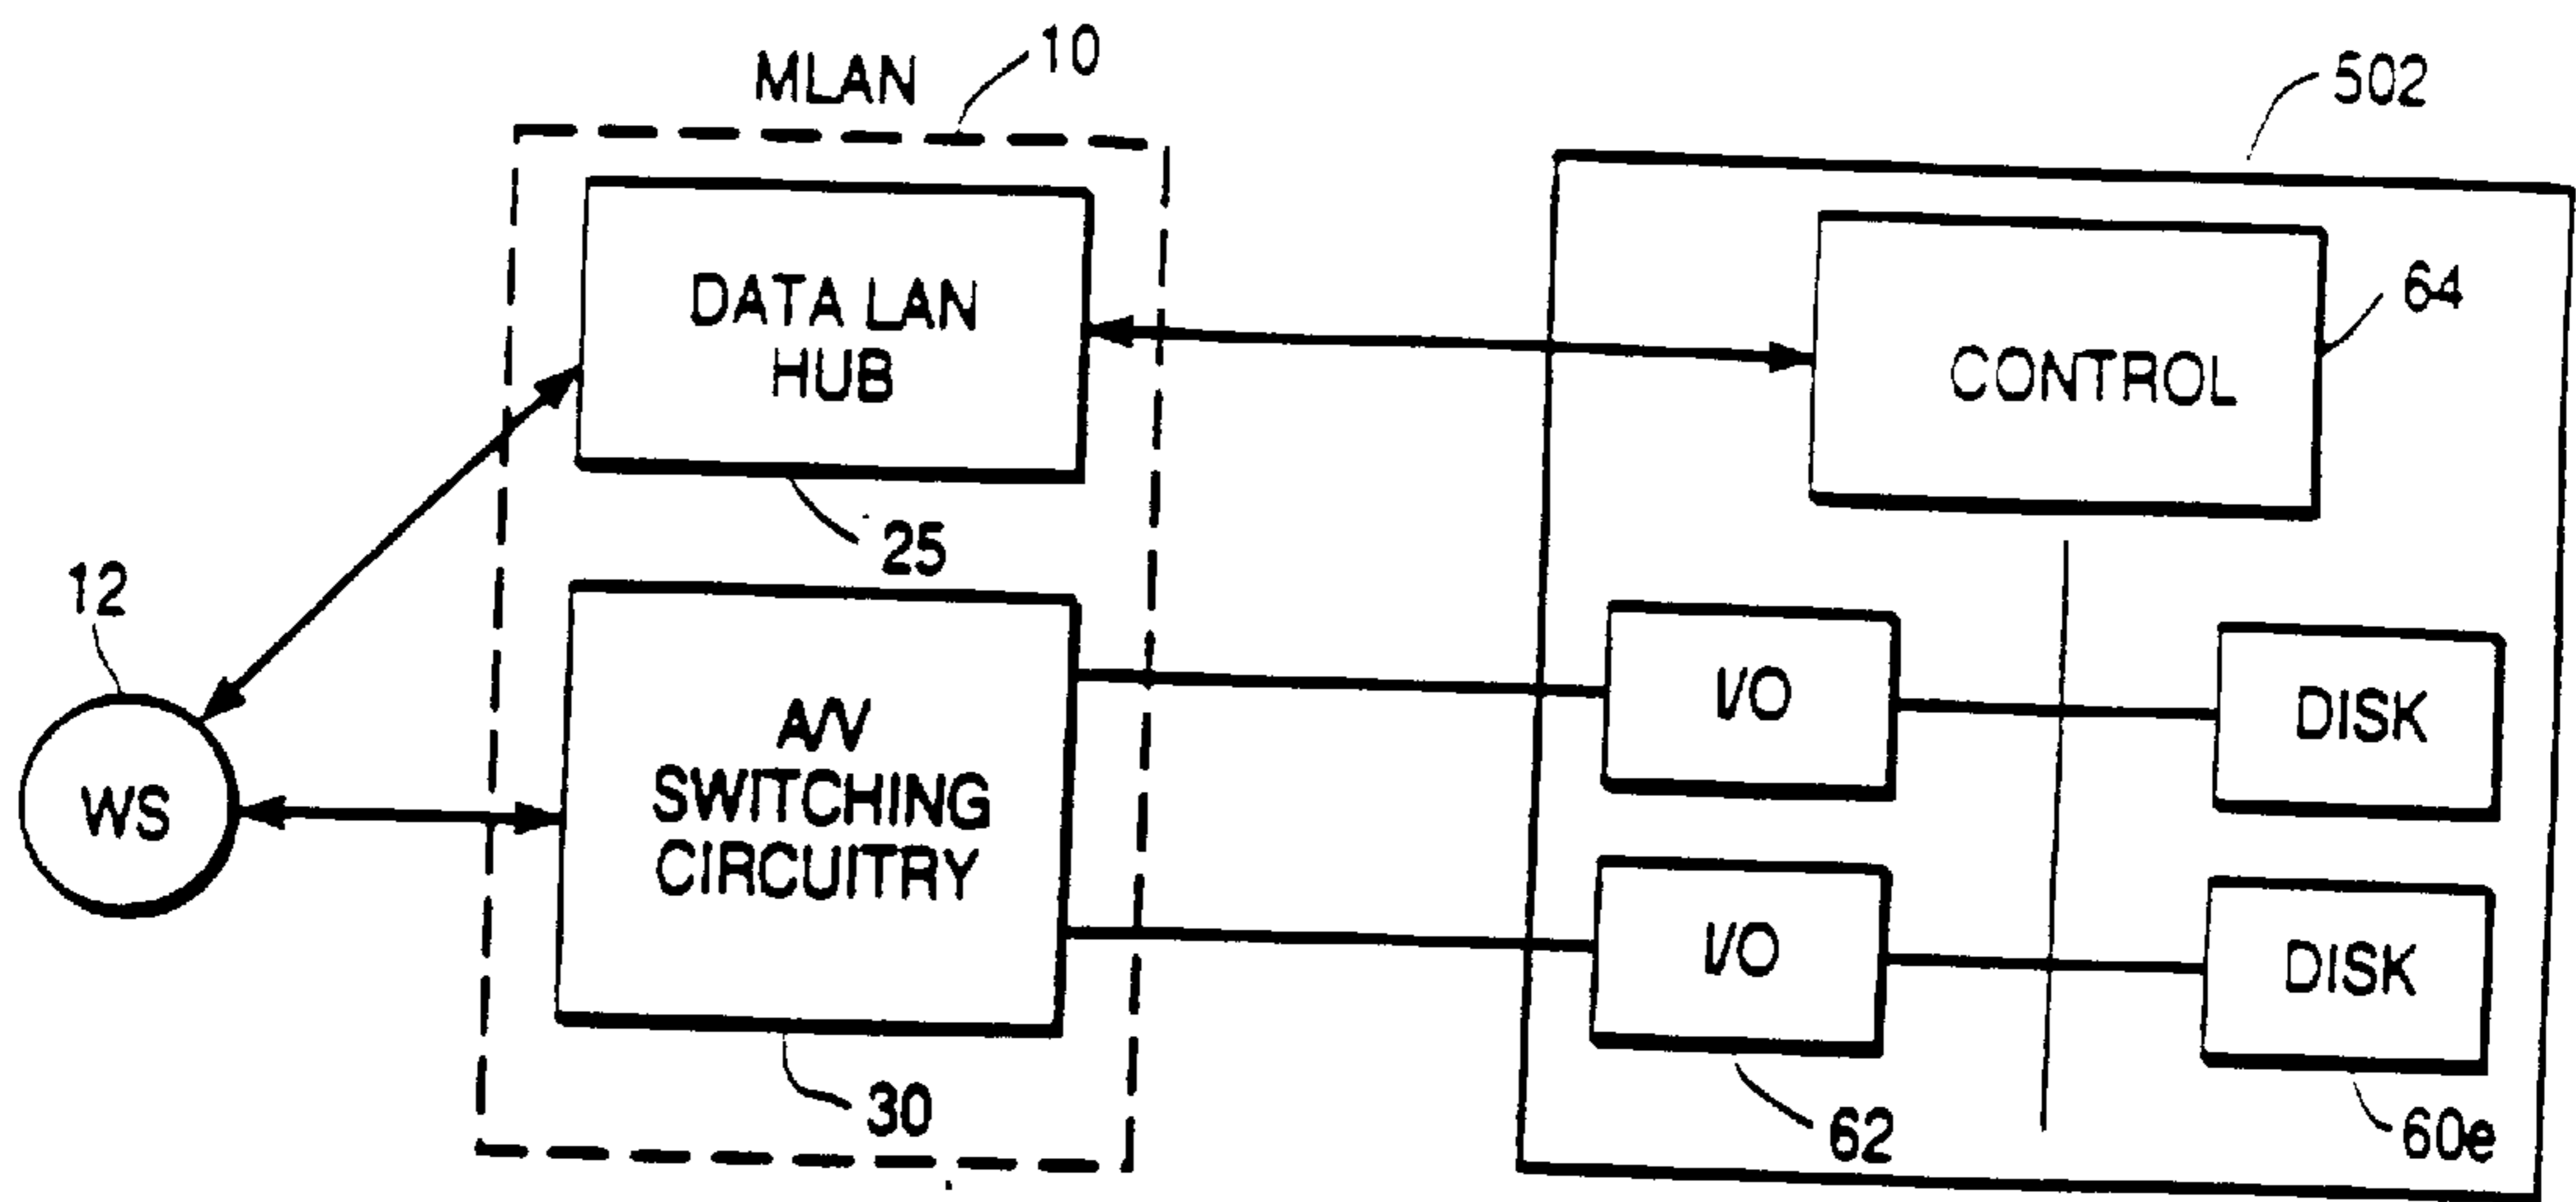 MLAN
10
502
DATA LAN
HUB
25
CONTROL
64
12
WS
A/V
SWITCHING
CIRCUITRY
30
I/O
DISK
I/O
62
DISK
60e